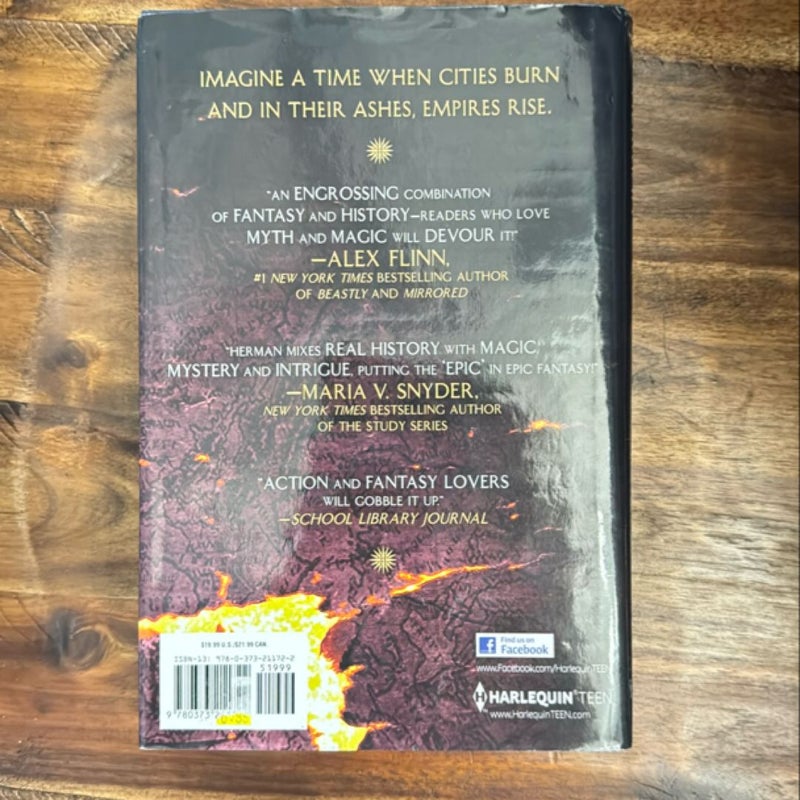 IMAGINE A TIME WHEN CITIES BURN
AND IN THEIR ASHES, EMPIRES RISE.
"AN ENGROSSING COMBINATION
OF FANTASY AND HISTORY—READERS WHO LOVE
MYTH AND MAGIC WILL DEVOUR IT!"
—ALEX FLINN,
#1 NEW YORK TIMES BESTSELLING AUTHOR
OF BEASTLY AND MIRRORED
"HERMAN MIXES REAL HISTORY WITH MAGIC,
MYSTERY AND INTRIGUE, PUTTING THE 'EPIC' IN EPIC FANTASY!"
—MARIA V. SNYDER,
NEW YORK TIMES BESTSELLING AUTHOR
OF THE STUDY SERIES
"ACTION AND FANTASY LOVERS
WILL GOBBLE IT UP."
—SCHOOL LIBRARY JOURNAL
$19.99 U.S./$21.99 CAN.
ISBN-13: 978-0-373-21172-2
51999
9 780373 2
Find us on
Facebook
www.Facebook.com/HarlequinTEEN
HARLEQUIN TEEN
www.HarlequinTEEN.com